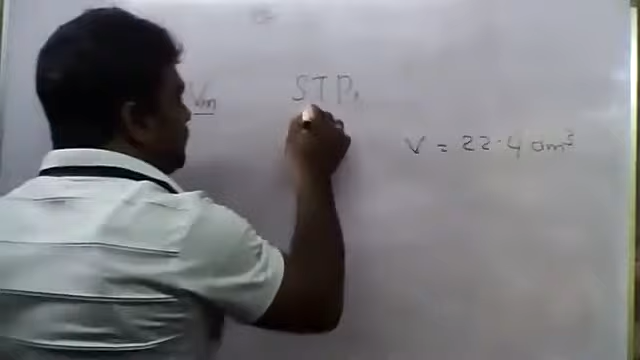 Vm
STP,
V = 22.4 dm³